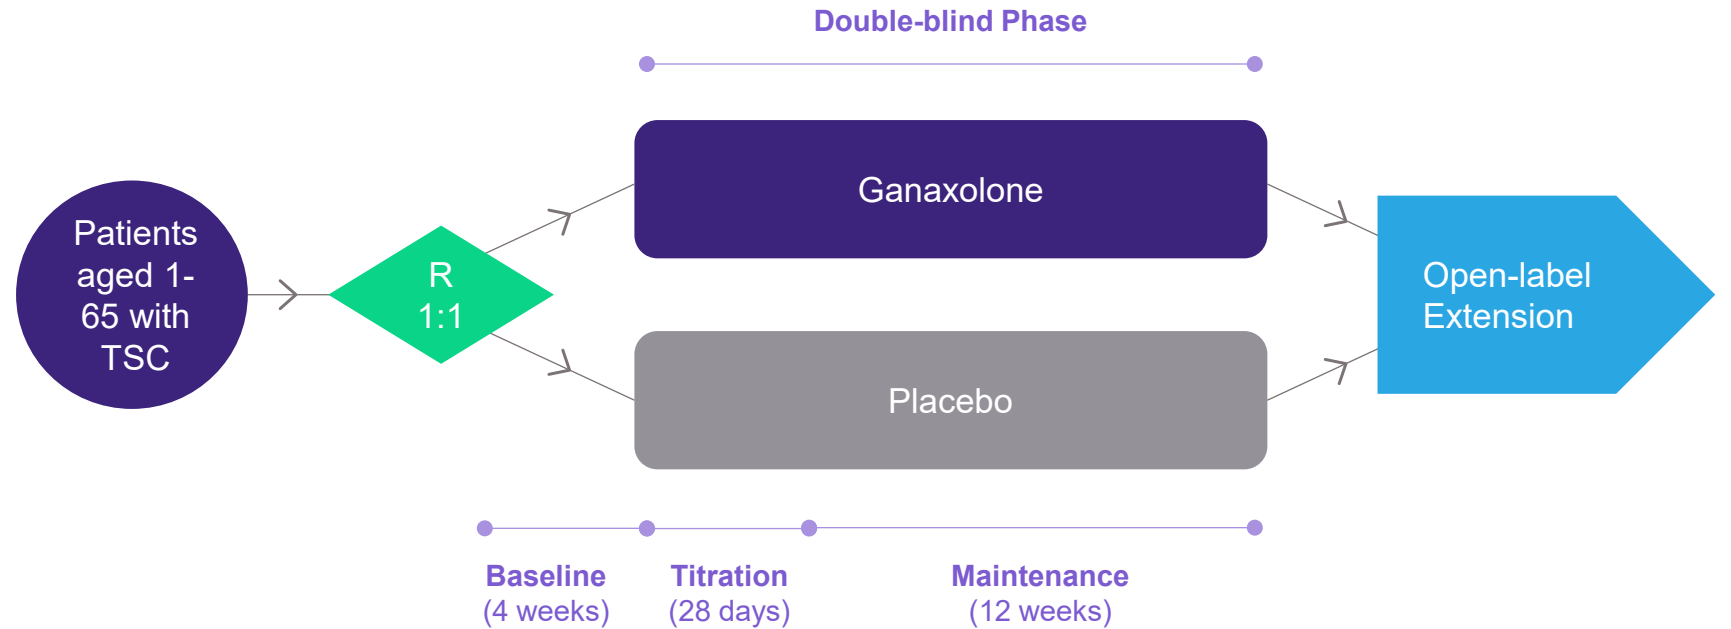 Double-blind Phase
Patients
aged 1-
65 with
TSC
R
1:1
Ganaxolone
Placebo
Open-label
Extension
Baseline
(4 weeks)
Titration
(28 days)
Maintenance
(12 weeks)